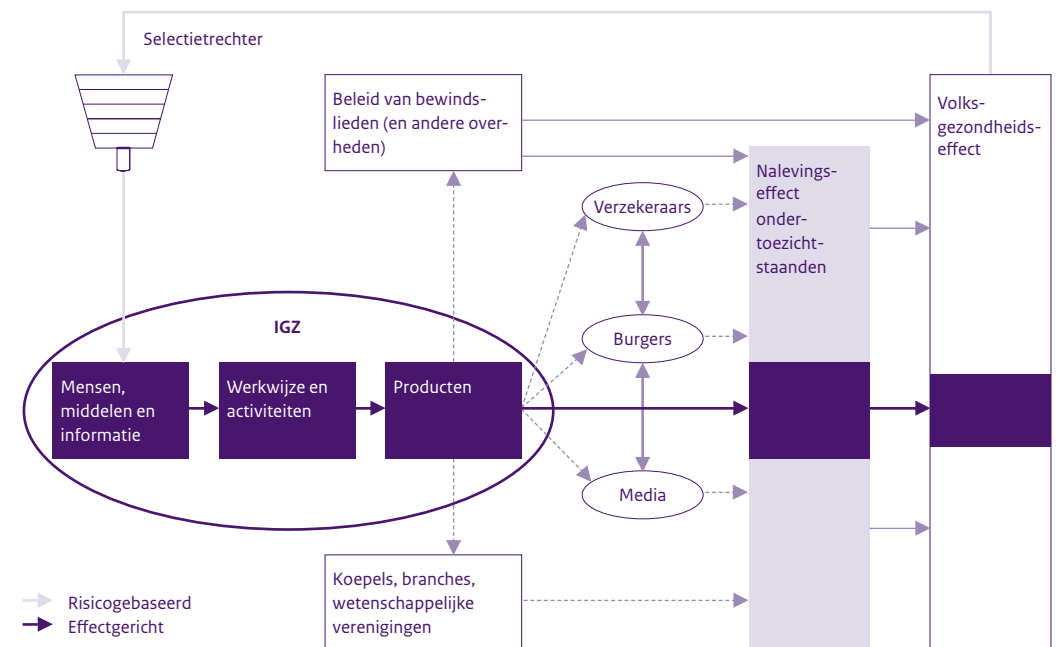 Selectietrechter
Beleid van bewinds-
lieden (en andere over-
heden)
Volks-
gezondheids-
effect
Nalevings-
effect
onder-
toezicht-
staanden
Verzekeraars
IGZ
Burgers
Mensen,
middelen en
informatie
Werkwijze en
activiteiten
Producten
Media
Koepels, branches,
wetenschappelijke
verenigingen
Risicogebaseerd
Effectgericht